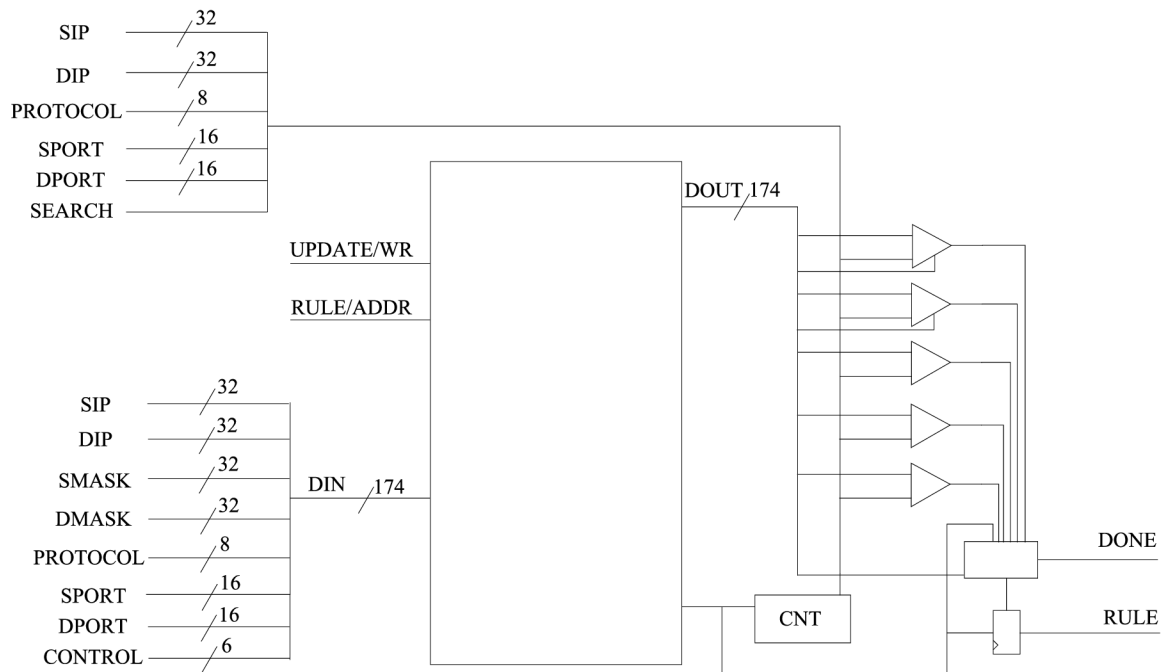 SIP 32
DIP 32
PROTOCOL 8
SPORT 16
DPORT 16
SEARCH
DOUT 174
UPDATE/WR
RULE/ADDR
SIP 32
DIP 32
SMASK 32
DIN 174
DMASK 32
PROTOCOL 8
SPORT 16
DPORT 16
CONTROL 6
DONE
CNT
RULE